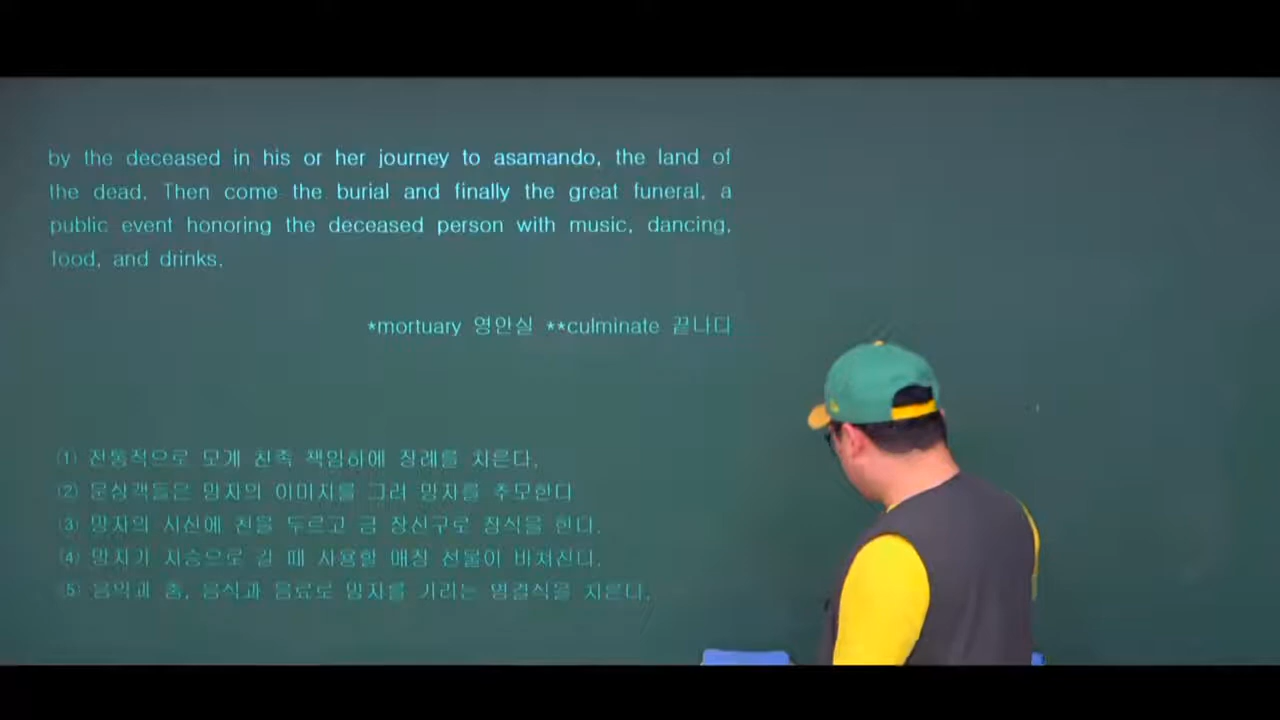 by the deceased in his or her journey to asamando, the land of
the dead. Then come the burial and finally the great funeral, a
public event honoring the deceased person with music, dancing,
food, and drinks.
*mortuary 영안실 **culminate 끝나다
(1) 전통적으로 모계 친족 책임하에 장례를 치른다.
(2) 문상객들은 망자의 이미지를 그려 망자를 추모한다
(3) 망자의 시신에 천을 두르고 금 장신구로 장식을 한다.
(4) 망자가 저승으로 갈 때 사용할 매장 선물이 바쳐진다.
(5) 음악과 춤, 음식과 음료로 망자를 기리는 영결식을 치른다.